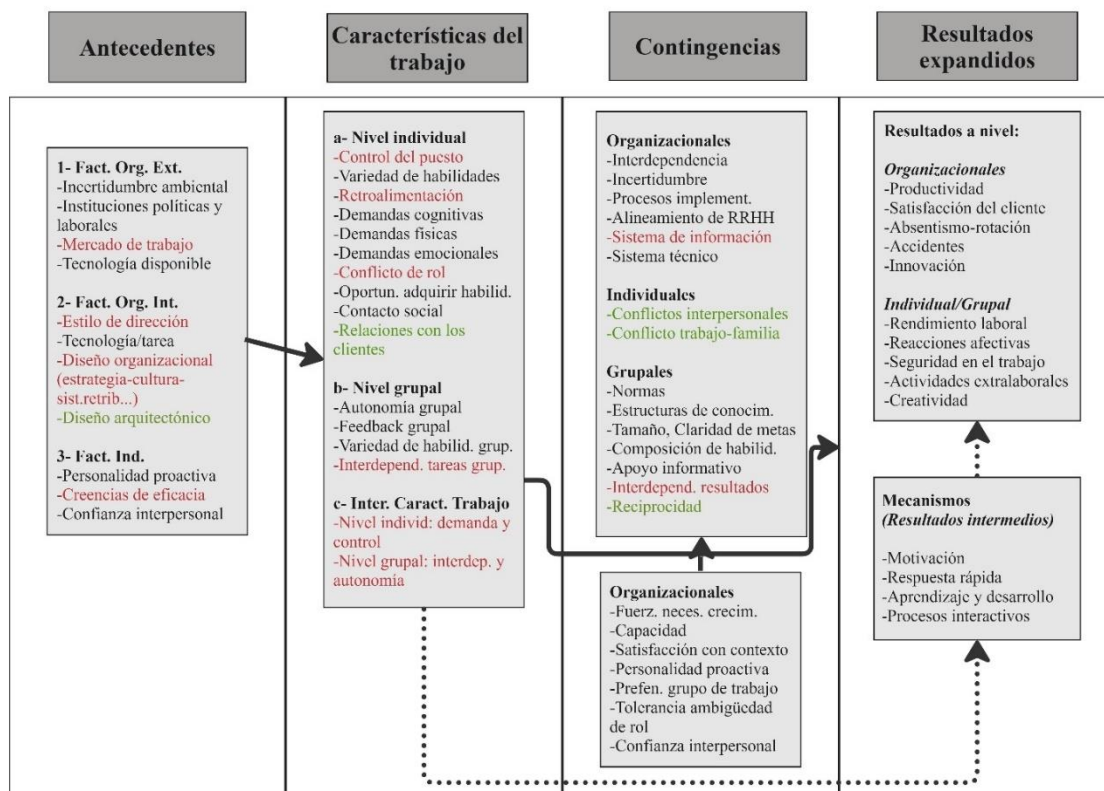 Antecedentes
Características del
trabajo
Contingencias
Resultados
expandidos
1- Fact. Org. Ext.
-Incertidumbre ambiental
-Instituciones políticas y
laborales
-Mercado de trabajo
-Tecnología disponible
2- Fact. Org. Int.
-Estilo de dirección
-Tecnología/tarea
-Diseño organizacional
(estrategia-cultura-
sist.retrib...)
-Diseño arquitectónico
3- Fact. Ind.
-Personalidad proactiva
-Creencias de eficacia
-Confianza interpersonal
a- Nivel individual
-Control del puesto
-Variedad de habilidades
-Retroalimentación
-Demandas cognitivas
-Demandas físicas
-Demandas emocionales
-Conflicto de rol
-Oportun. adquirir habilid.
-Contacto social
-Relaciones con los
clientes
b- Nivel grupal
-Autonomía grupal
-Feedback grupal
-Variedad de habilid. grup.
-Interdepend. tareas grup.
c- Inter. Caract. Trabajo
-Nivel individ: demanda y
control
-Nivel grupal: interdep. y
autonomía
Organizacionales
-Interdependencia
-Incertidumbre
-Procesos implement.
-Alineamiento de RRHH
-Sistema de información
-Sistema técnico
Individuales
-Conflictos interpersonales
-Conflicto trabajo-familia
Grupales
-Normas
-Estructuras de conocim.
-Tamaño, Claridad de metas
-Composición de habilid.
-Apoyo informativo
-Interdepend. resultados
-Reciprocidad
Organizacionales
-Fuerz. neces. crecim.
-Capacidad
-Satisfacción con contexto
-Personalidad proactiva
-Prefen. grupo de trabajo
-Tolerancia ambigüedad
de rol
-Confianza interpersonal
Resultados a nivel:
Organizacionales
-Productividad
-Satisfacción del cliente
-Absentismo-rotación
-Accidentes
-Innovación
Individual/Grupal
-Rendimiento laboral
-Reacciones afectivas
-Seguridad en el trabajo
-Actividades extralaborales
-Creatividad
Mecanismos
(Resultados intermedios)
-Motivación
-Respuesta rápida
-Aprendizaje y desarrollo
-Procesos interactivos